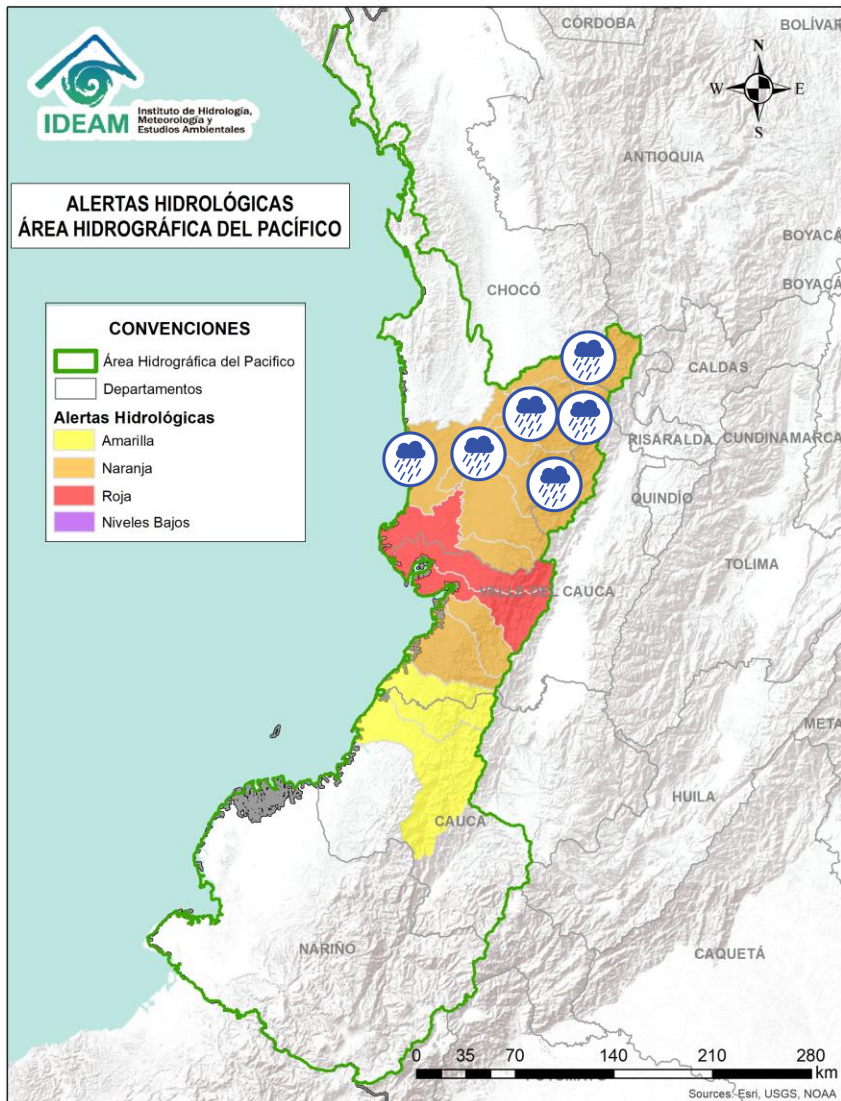 CÓRDOBA
BOLÍVAR
IDEAM
Instituto de Hidrología,
Meteorología y
Estudios Ambientales
N
W E
S
ANTIOQUIA
ALERTAS HIDROLÓGICAS
ÁREA HIDROGRÁFICA DEL PACÍFICO
BOYACÁ
BOYACÁ
CHOCÓ
CONVENCIONES
Área Hidrográfica del Pacifico
Departamentos
Alertas Hidrológicas
Amarilla
Naranja
Roja
Niveles Bajos
CALDAS
RISARALDA
CUNDINAMARCA
QUINDÍO
TOLIMA
VALLE DEL CAUCA
META
HUILA
CAUCA
NARIÑO
CAQUETÁ
0 35 70 140 210 280
km
Sources: Esri, USGS, NOAA